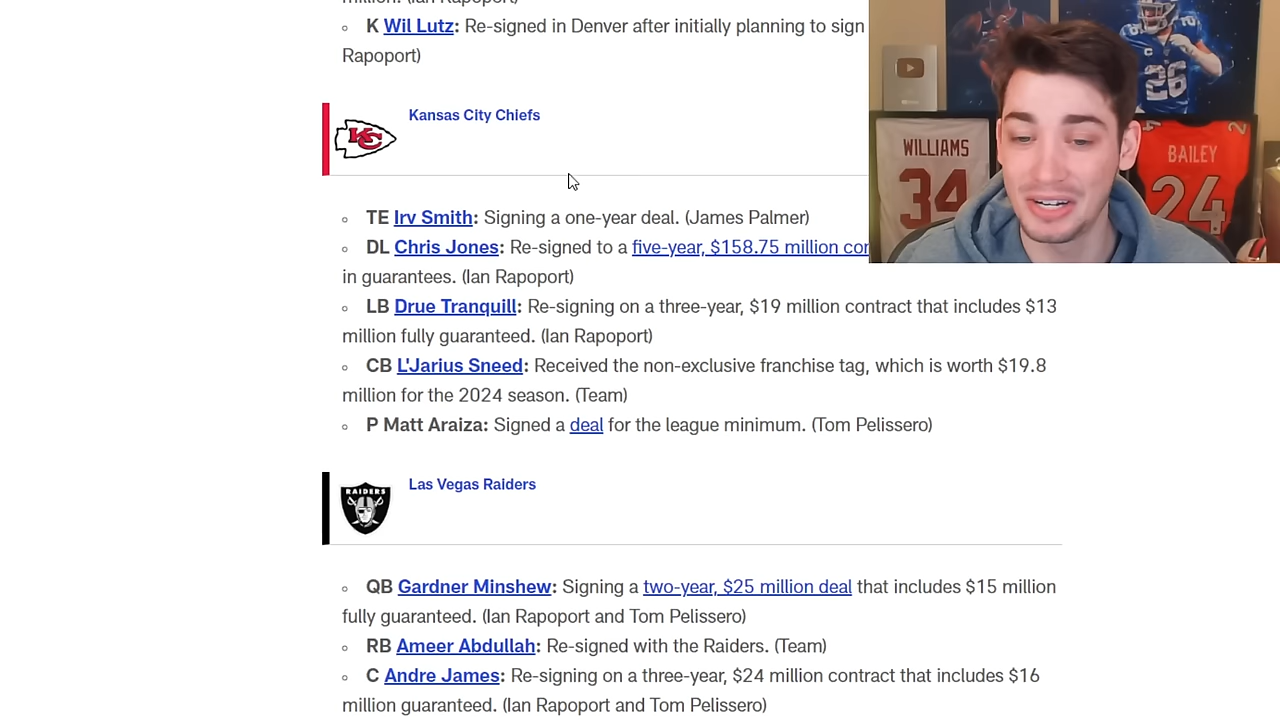 million. (Ian Rapoport)
K Wil Lutz: Re-signed in Denver after initially planning to sign
Rapoport)
Kansas City Chiefs
KC
TE Irv Smith: Signing a one-year deal. (James Palmer)
DL Chris Jones: Re-signed to a five-year, $158.75 million con
in guarantees. (Ian Rapoport)
LB Drue Tranquill: Re-signing on a three-year, $19 million contract that includes $13
million fully guaranteed. (Ian Rapoport)
CB L'Jarius Sneed: Received the non-exclusive franchise tag, which is worth $19.8
million for the 2024 season. (Team)
P Matt Araiza: Signed a deal for the league minimum. (Tom Pelissero)
RAIDERS
Las Vegas Raiders
QB Gardner Minshew: Signing a two-year, $25 million deal that includes $15 million
fully guaranteed. (Ian Rapoport and Tom Pelissero)
RB Ameer Abdullah: Re-signed with the Raiders. (Team)
C Andre James: Re-signing on a three-year, $24 million contract that includes $16
million guaranteed. (Ian Rapoport and Tom Pelissero)
C
26
WILLIAMS
34
2
BAILEY
24